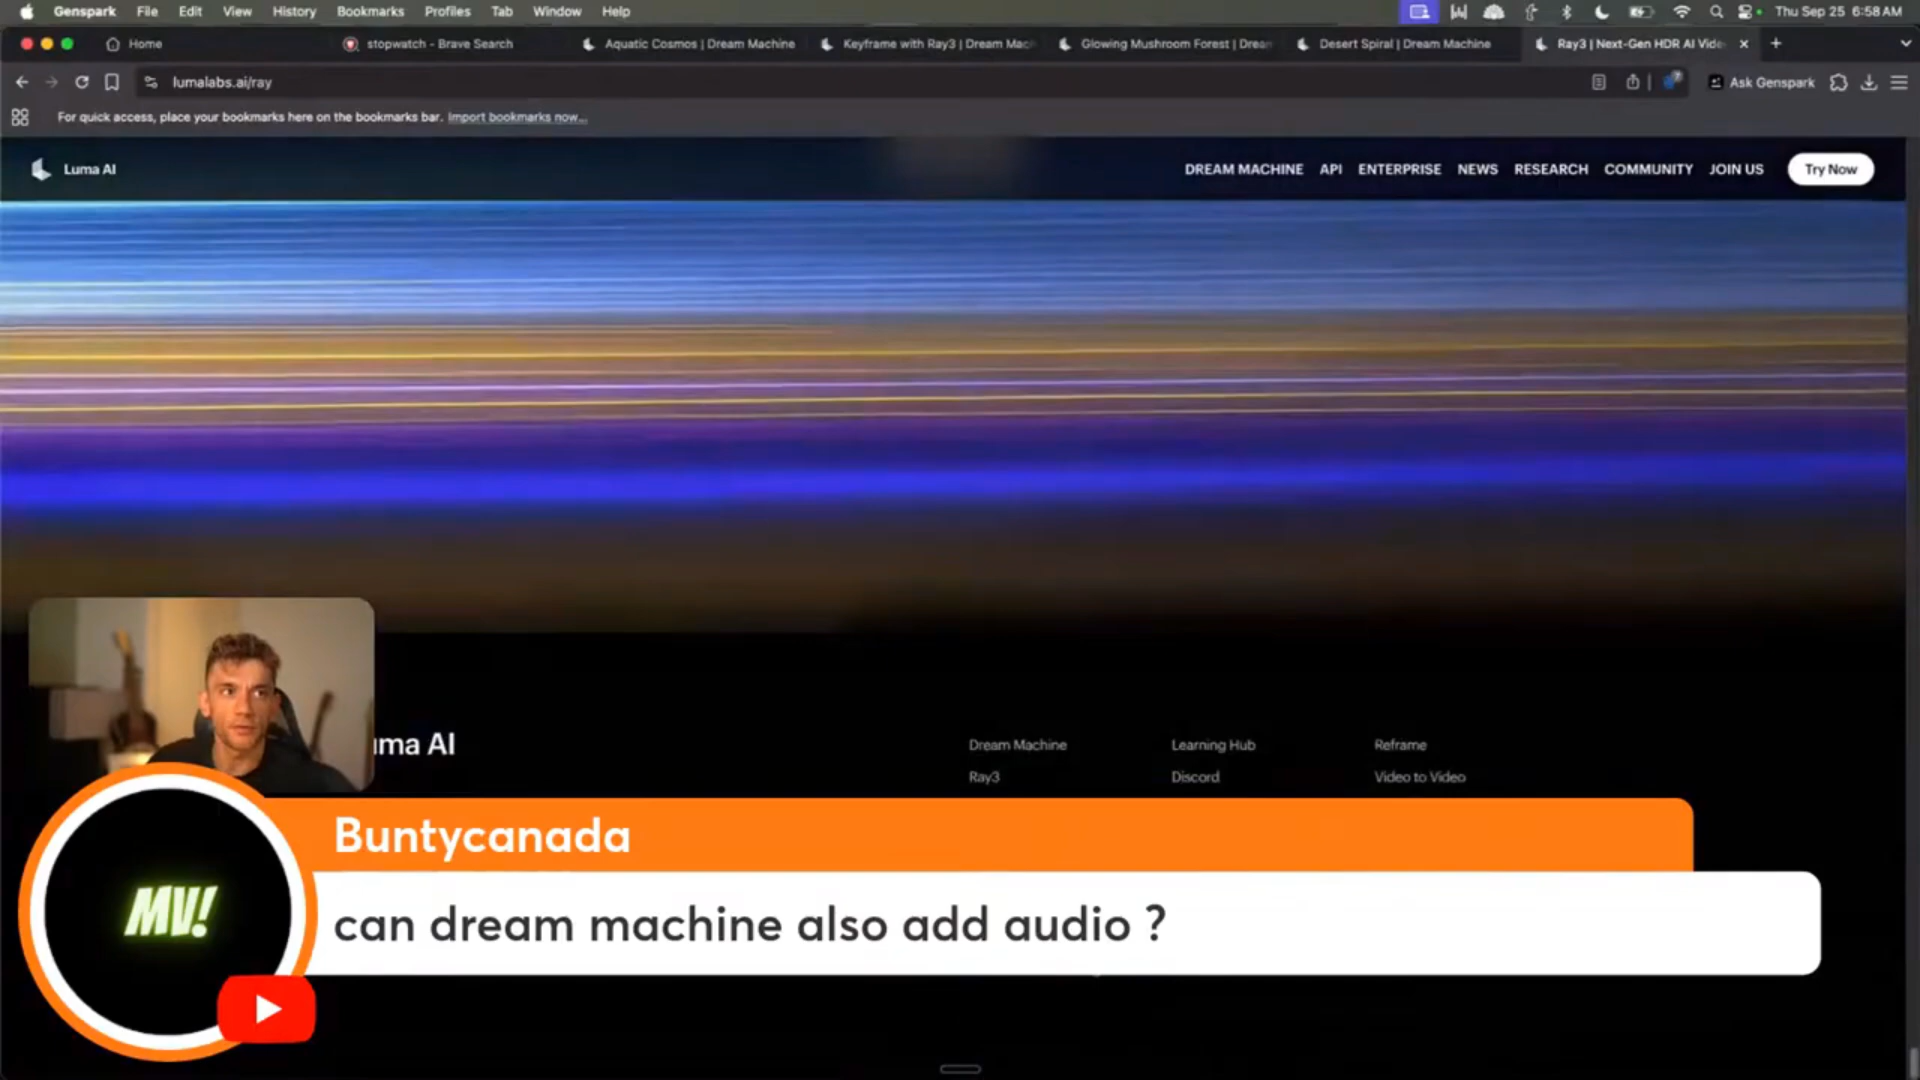 Genspark File Edit View History Bookmarks Profiles Tab Window Help Thu Sep 25 6:58 AM
Home stopwatch - Brave Search Aquatic Cosmos | Dream Machine Keyframe with Ray3 | Dream Mac Glowing Mushroom Forest | Drea Desert Spiral | Dream Machine Ray3 | Next-Gen HDR AI Vide
lumalabs.ai/ray Ask Genspark
For quick access, place your bookmarks here on the bookmarks bar. Import bookmarks now...
Luma AI DREAM MACHINE API ENTERPRISE NEWS RESEARCH COMMUNITY JOIN US Try Now
uma AI Dream Machine Learning Hub Reframe
Ray3 Discord Video to Video
Buntycanada
MV!
can dream machine also add audio ?